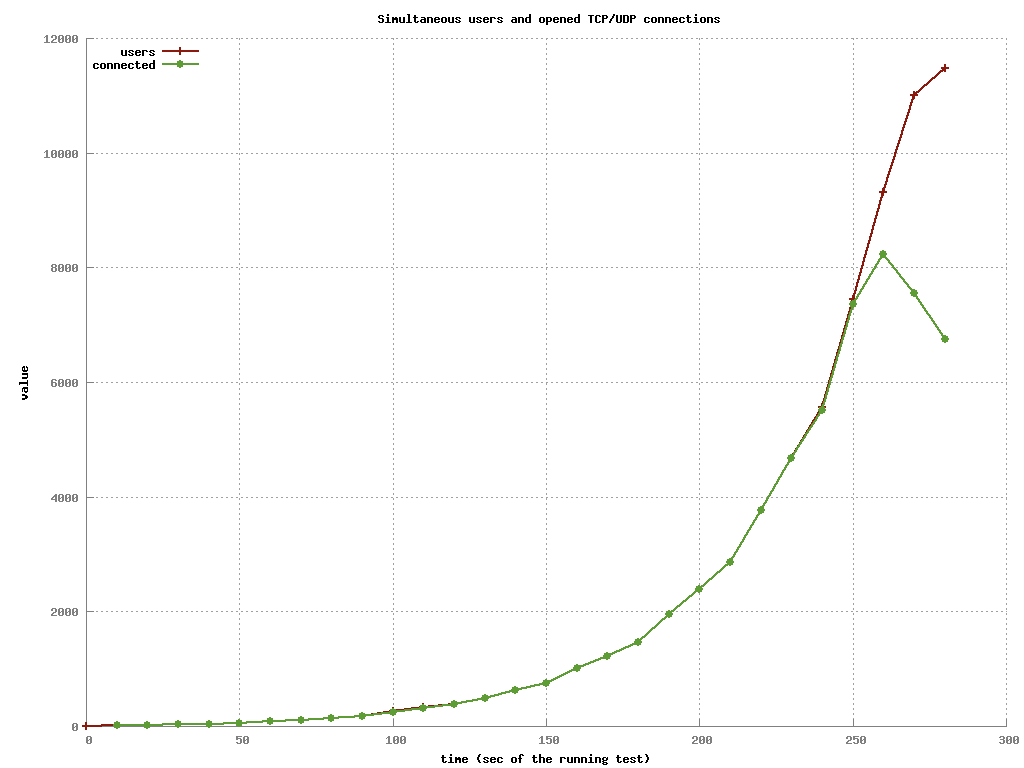 Simultaneous users and opened TCP/UDP connections
12000
users
connected
10000
8000
6000
value
4000
2000
0
0 50 100 150 200 250 300
time (sec of the running test)